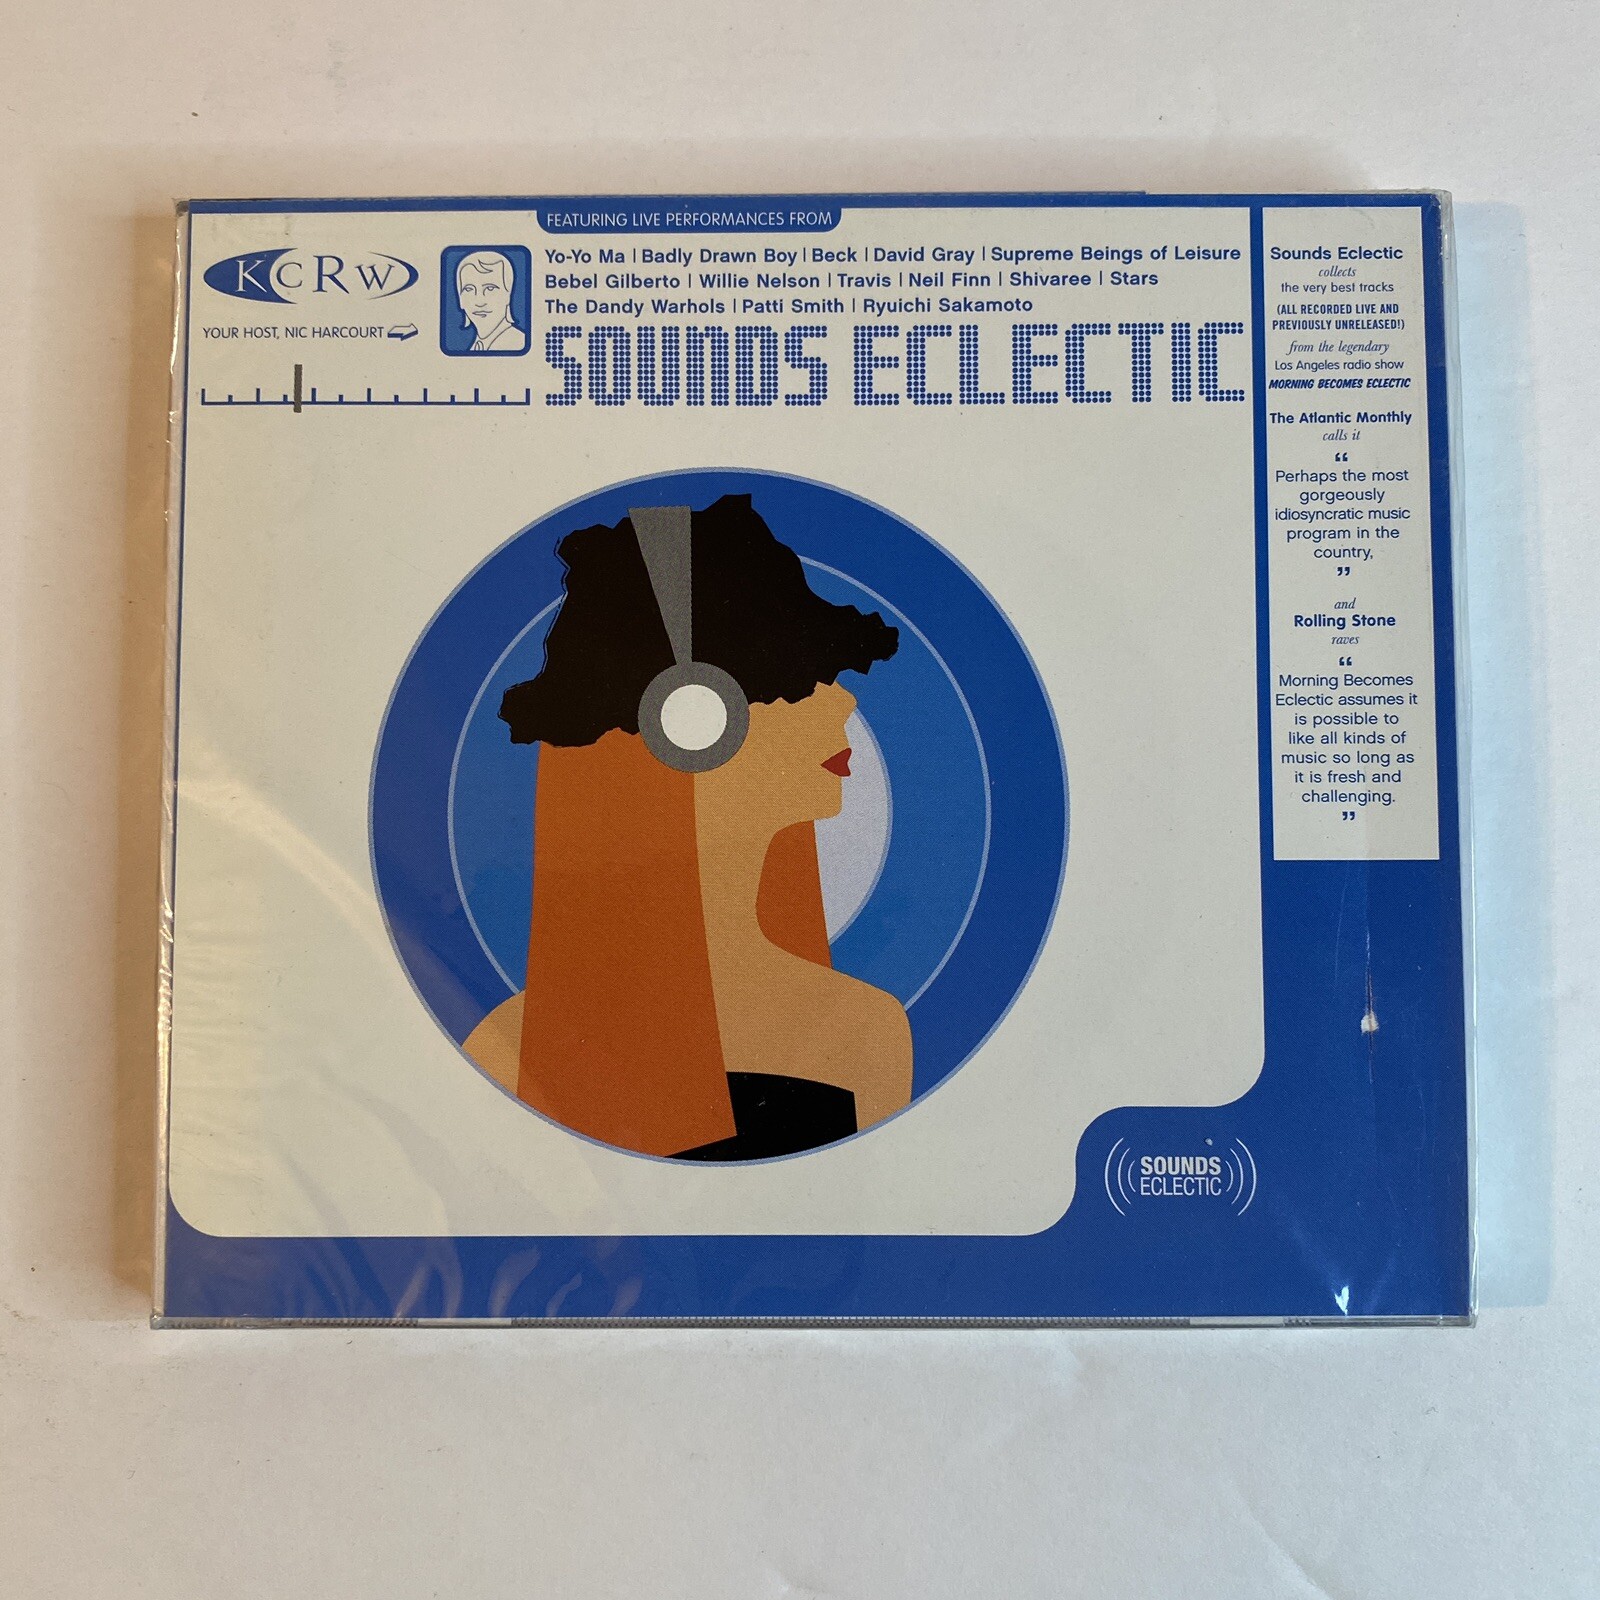 FEATURING LIVE PERFORMANCES FROM
KCRW
YOUR HOST, NIC HARCOURT
Yo-Yo Ma | Badly Drawn Boy | Beck | David Gray | Supreme Beings of Leisure
Bebel Gilberto | Willie Nelson | Travis | Neil Finn | Shivaree | Stars
The Dandy Warhols | Patti Smith | Ryuichi Sakamoto
SOUNDS ECLECTIC
Sounds Eclectic
collects
the very best tracks
(ALL RECORDED LIVE AND
PREVIOUSLY UNRELEASED!)
from the legendary
Los Angeles radio show
MORNING BECOMES ECLECTIC
The Atlantic Monthly
calls it
“
Perhaps the most
gorgeously
idiosyncratic music
program in the
country,
”
and
Rolling Stone
raves
“
Morning Becomes
Eclectic assumes it
is possible to
like all kinds of
music so long as
it is fresh and
challenging.
”
SOUNDS
ECLECTIC